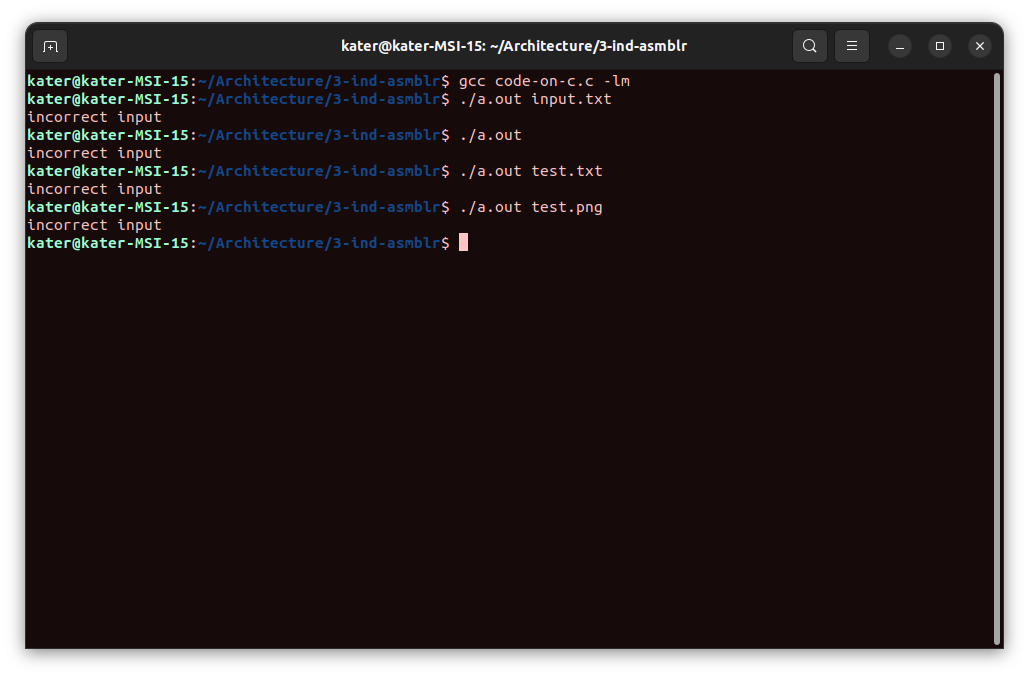 kater@kater-MSI-15: ~/Architecture/3-ind-asmblr
kater@kater-MSI-15:~/Architecture/3-ind-asmblr$ gcc code-on-c.c -lm
kater@kater-MSI-15:~/Architecture/3-ind-asmblr$ ./a.out input.txt
incorrect input
kater@kater-MSI-15:~/Architecture/3-ind-asmblr$ ./a.out
incorrect input
kater@kater-MSI-15:~/Architecture/3-ind-asmblr$ ./a.out test.txt
incorrect input
kater@kater-MSI-15:~/Architecture/3-ind-asmblr$ ./a.out test.png
incorrect input
kater@kater-MSI-15:~/Architecture/3-ind-asmblr$